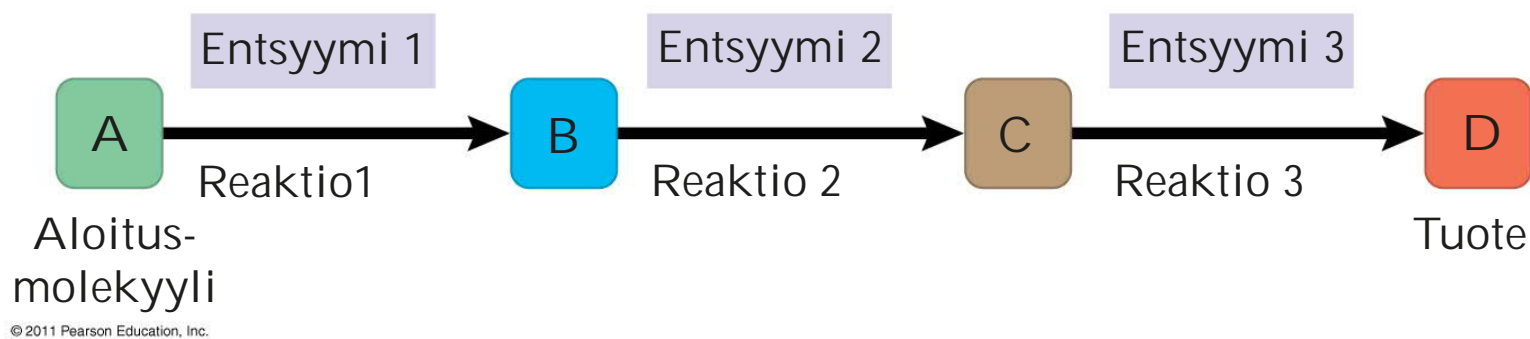 Entsyymi 1
Entsyymi 2
Entsyymi 3
A
B
C
D
Reaktio1
Reaktio 2
Reaktio 3
Aloitus-
molekyyli
Tuote
© 2011 Pearson Education, Inc.